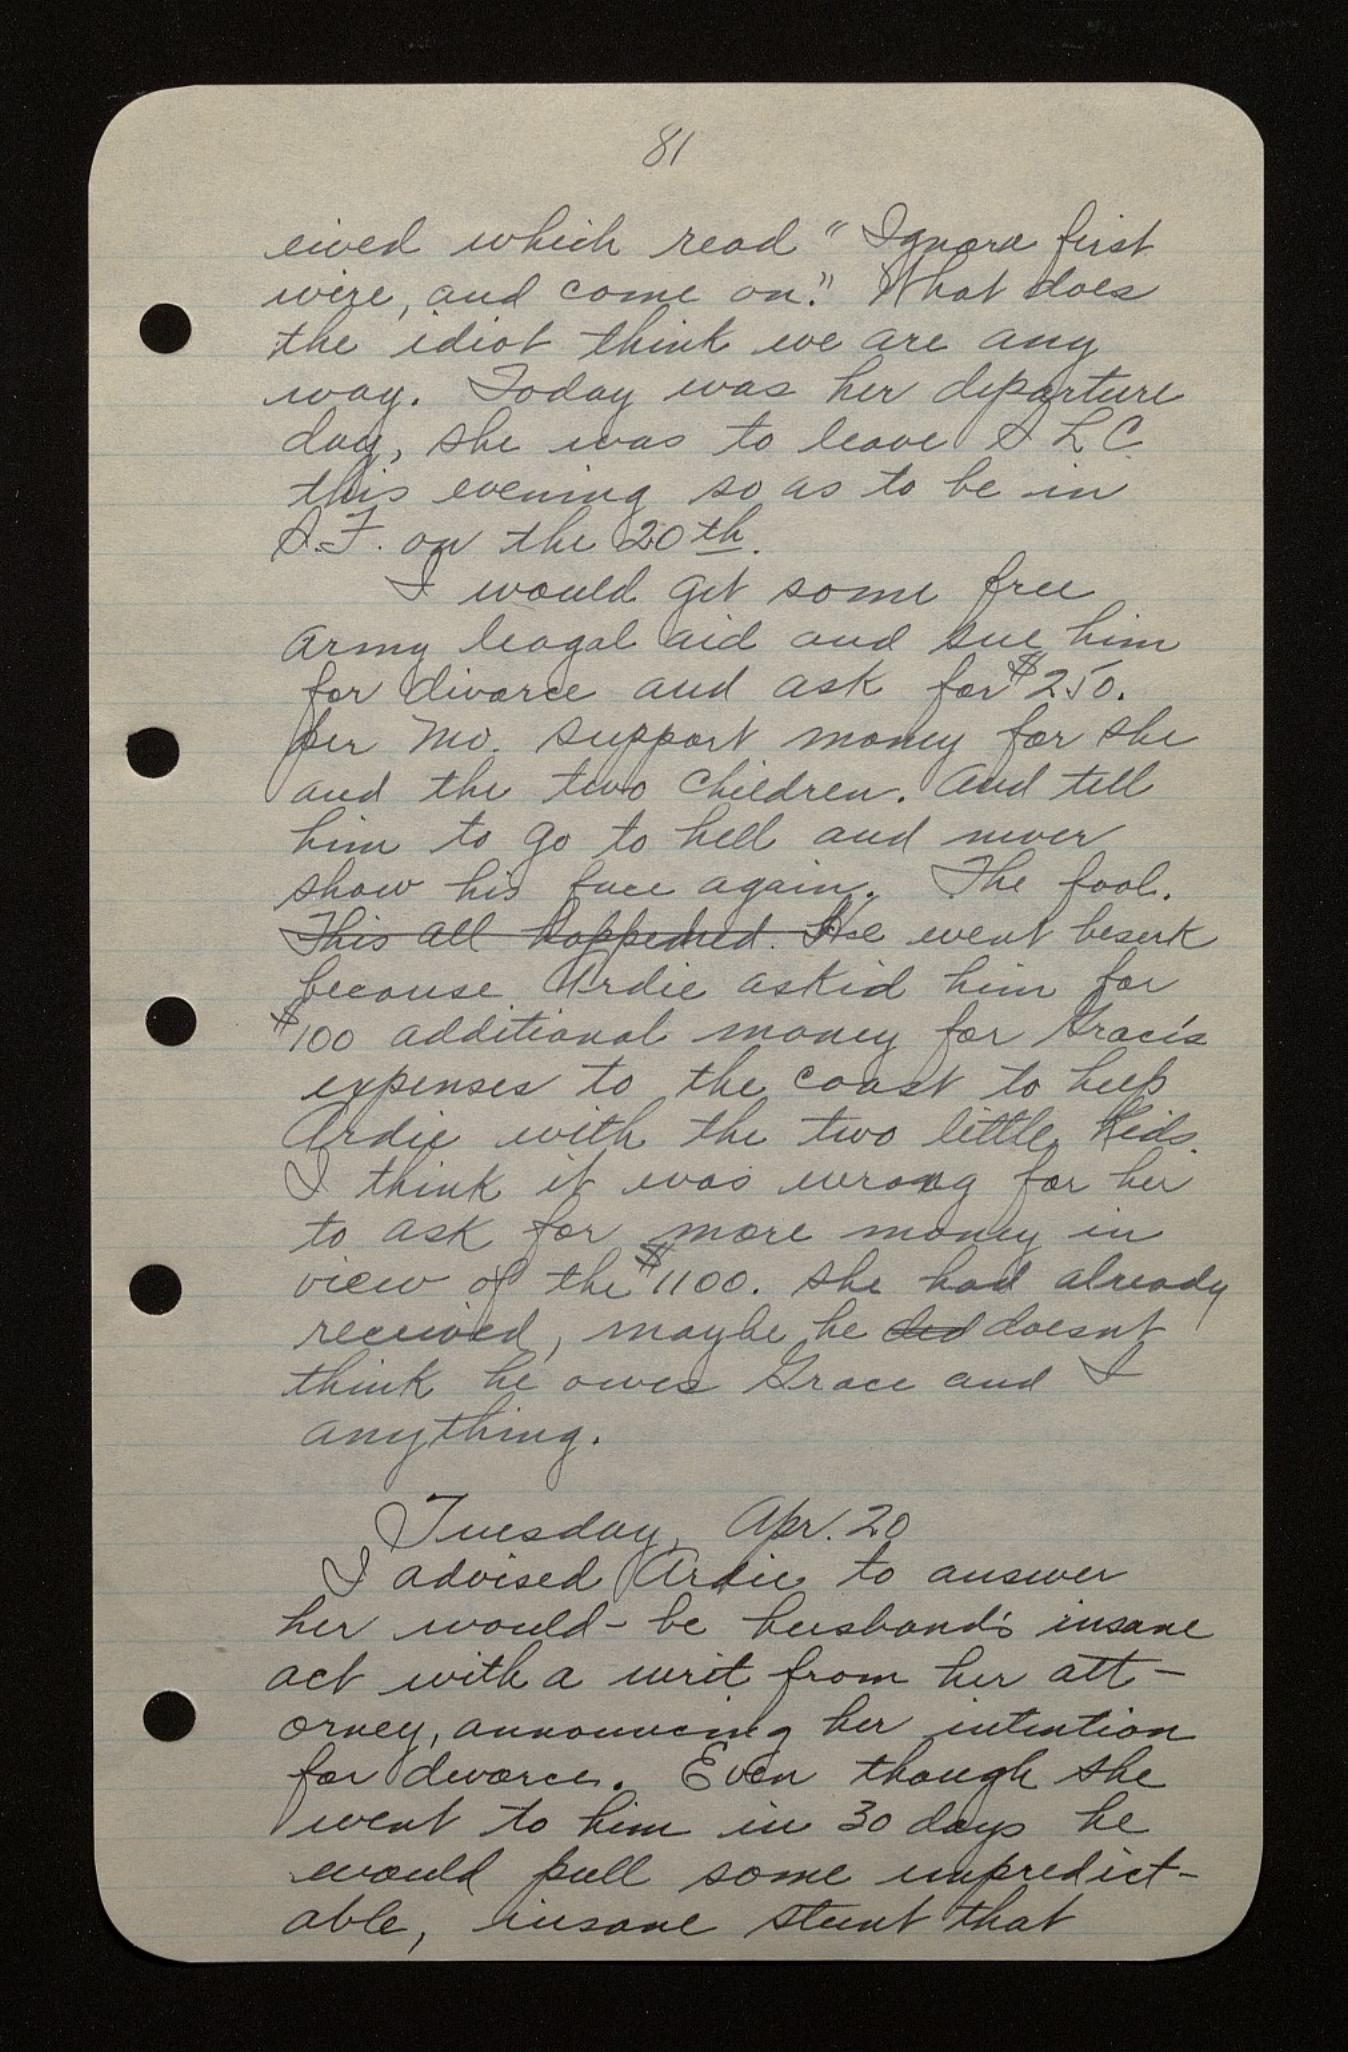 81
eived which read "Ignore first
wire, and come on." What does
the idiot think we are any
way. Today was her departure
day, she was to leave S L C
this evening so as to be in
S.F. on the 20th.
I would get some free
army leagal aid and sue him
for divorce and ask for $250.
per mo. support money for she
and the two children. And tell
him to go to hell and never
show his face again. The fool.
This all happened. He went beserk
because Ardie asked him for
$100 additional money for Grace's
expenses to the coast to help
Ardie with the two little kids.
I think it was wrong for her
to ask for more money in
view of the $1100. she had already
received, maybe he did doesnt
think he owes Grace and I
anything.
Tuesday, Apr. 20
I advised Ardie to answer
her would-be husband's insane
act with a writ from her att-
orney, announcing her intention
for divorce. Even though she
went to him in 30 days he
would pull some unpredict-
able, insane stunt that